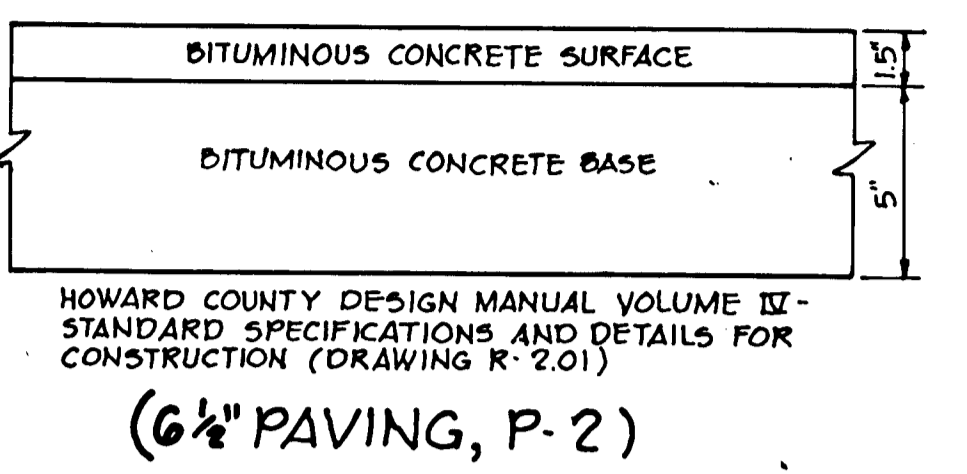 BITUMINOUS CONCRETE SURFACE
1.5"
BITUMINOUS CONCRETE BASE
5"
HOWARD COUNTY DESIGN MANUAL VOLUME IV-
STANDARD SPECIFICATIONS AND DETAILS FOR
CONSTRUCTION (DRAWING R-2.01)
(6½" PAVING, P-2)